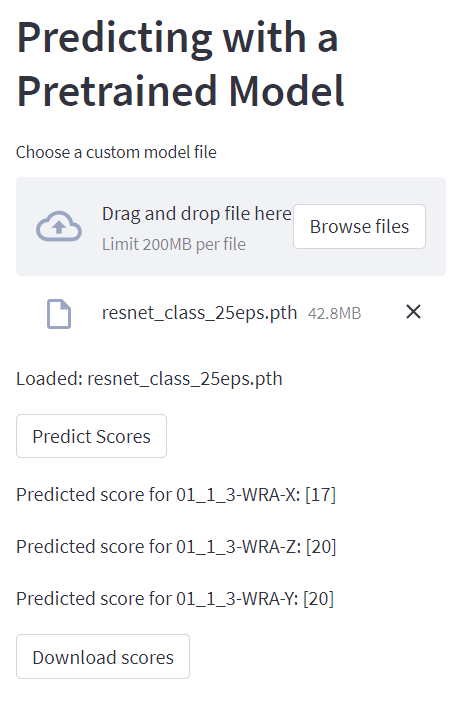 Predicting with a
Pretrained Model
Choose a custom model file
Drag and drop file here
Limit 200MB per file
Browse files
resnet_class_25eps.pth 42.8MB
Loaded: resnet_class_25eps.pth
Predict Scores
Predicted score for 01_1_3-WRA-X: [17]
Predicted score for 01_1_3-WRA-Z: [20]
Predicted score for 01_1_3-WRA-Y: [20]
Download scores